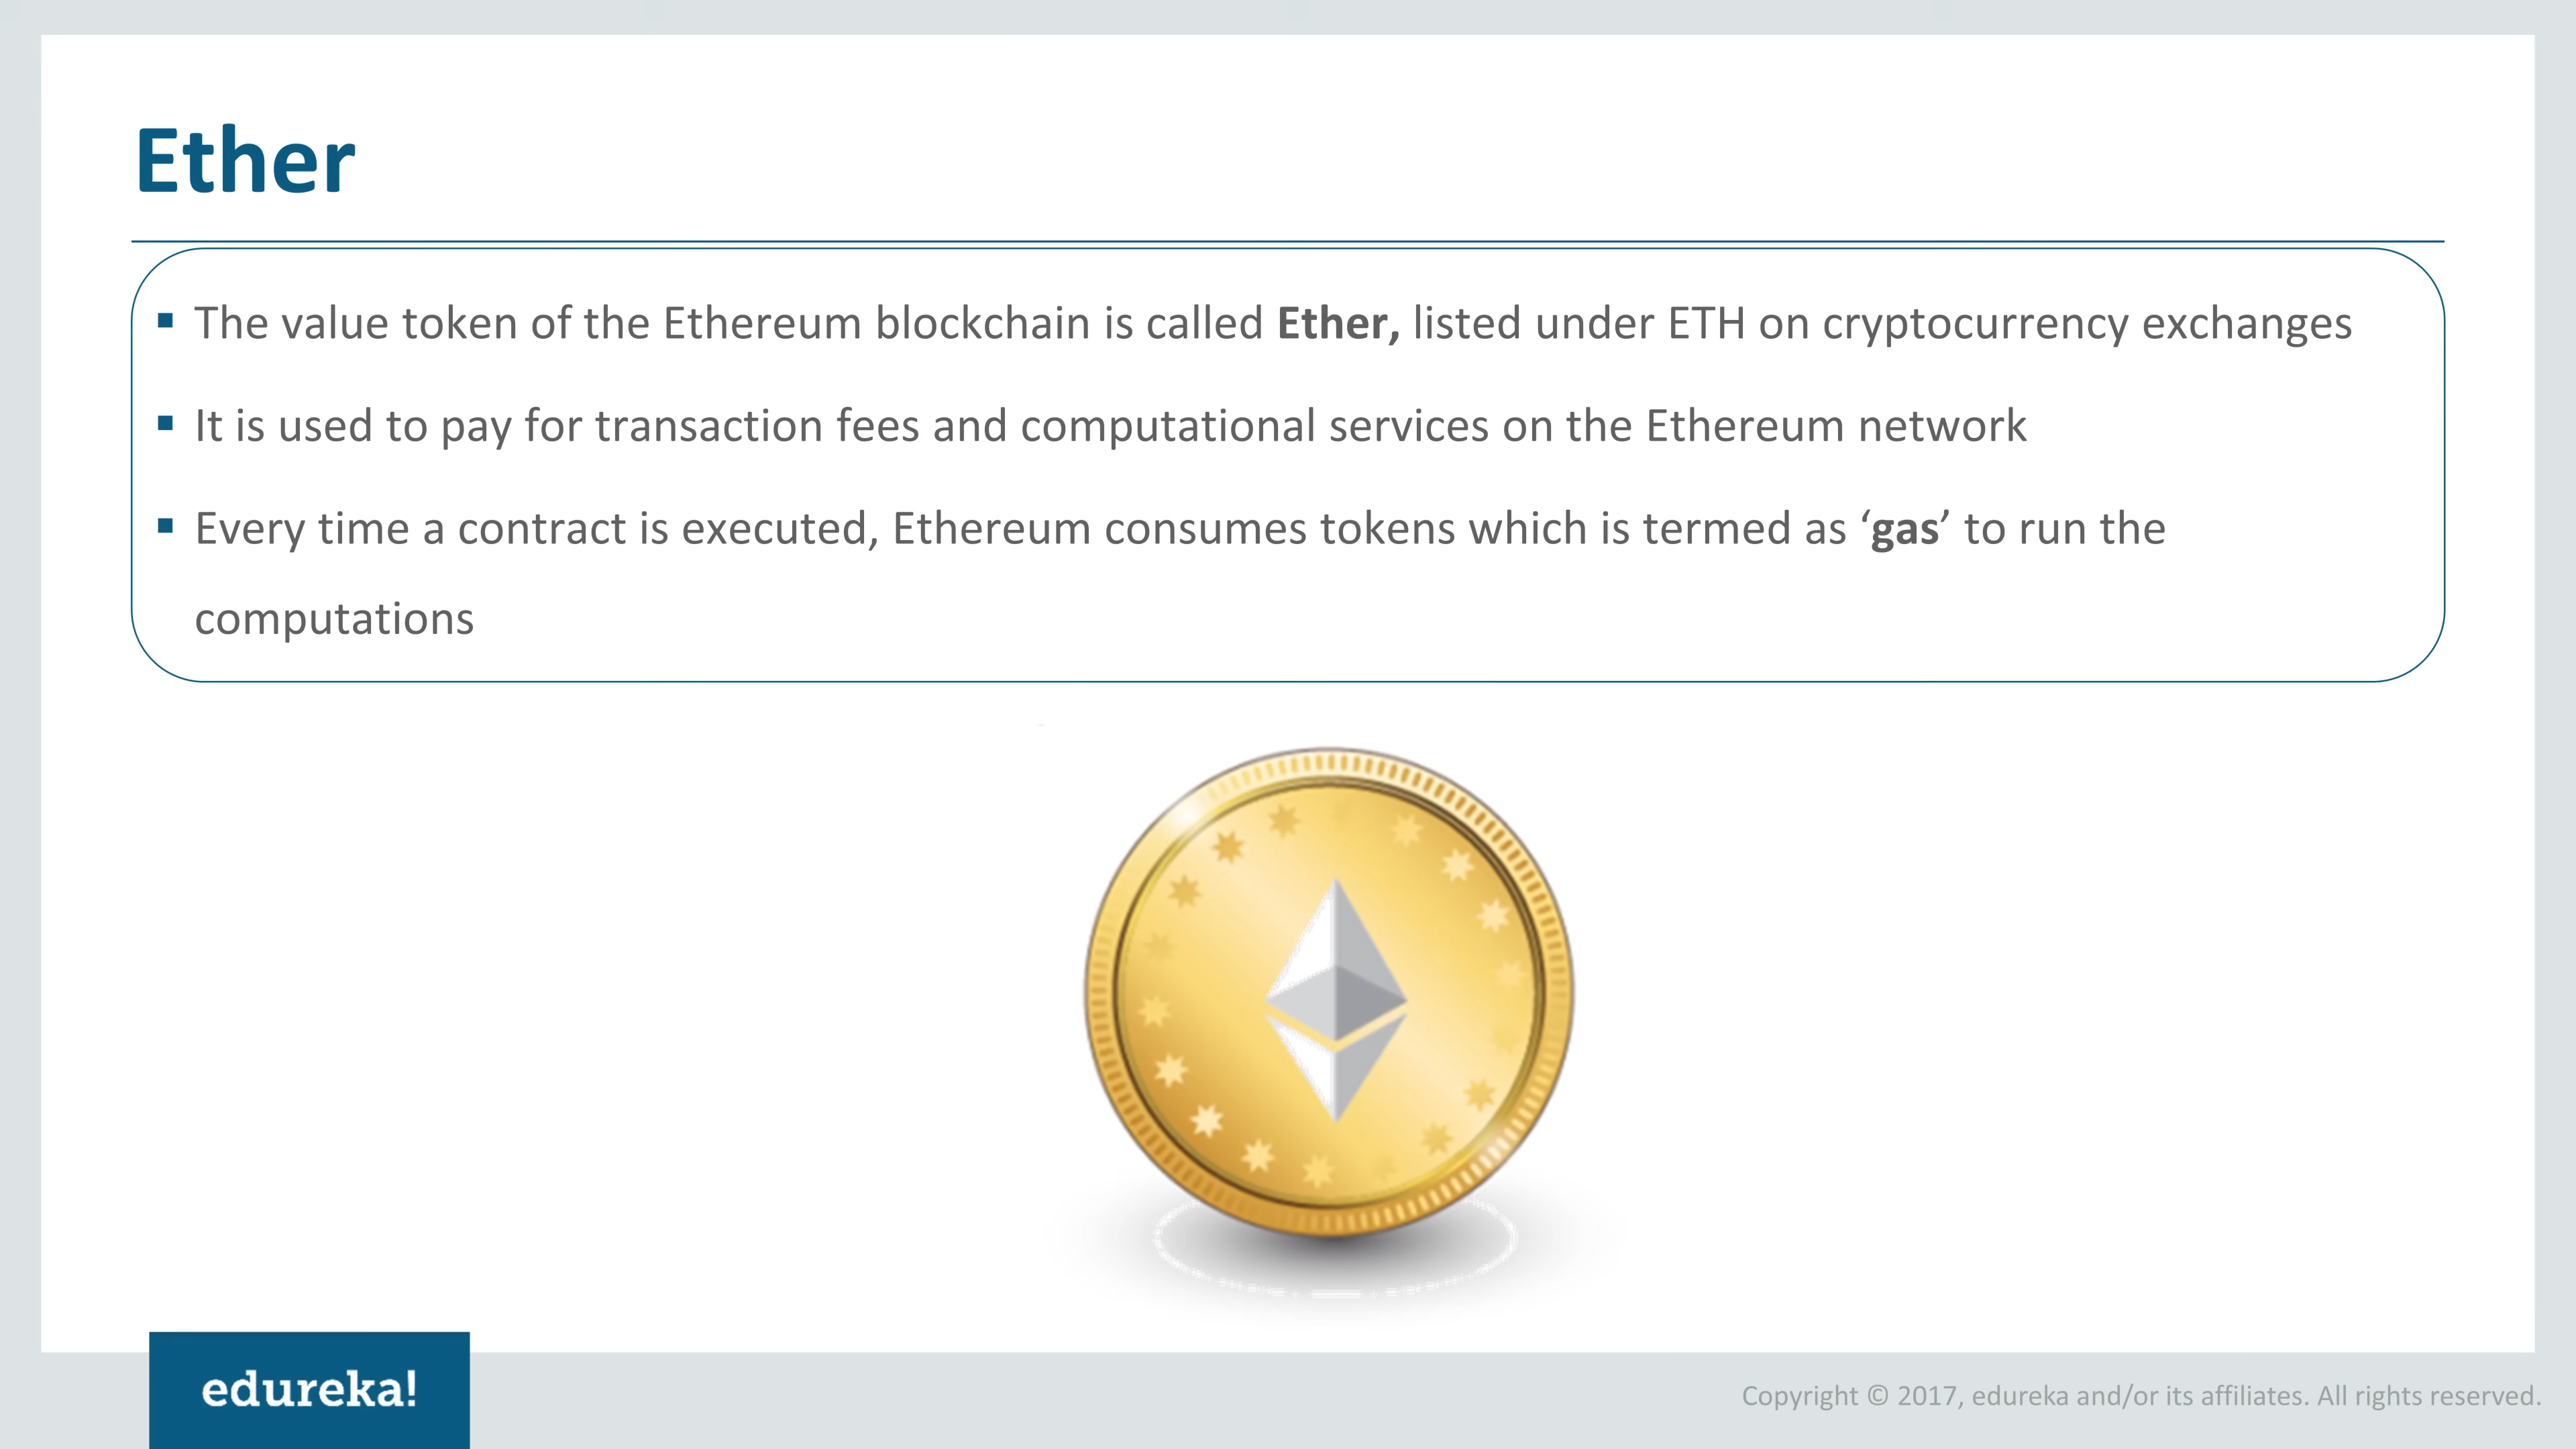 Ether
▪ The value token of the Ethereum blockchain is called Ether, listed under ETH on cryptocurrency exchanges
▪ It is used to pay for transaction fees and computational services on the Ethereum network
▪ Every time a contract is executed, Ethereum consumes tokens which is termed as ‘gas’ to run the
computations
edureka!
Copyright © 2017, edureka and/or its affiliates. All rights reserved.